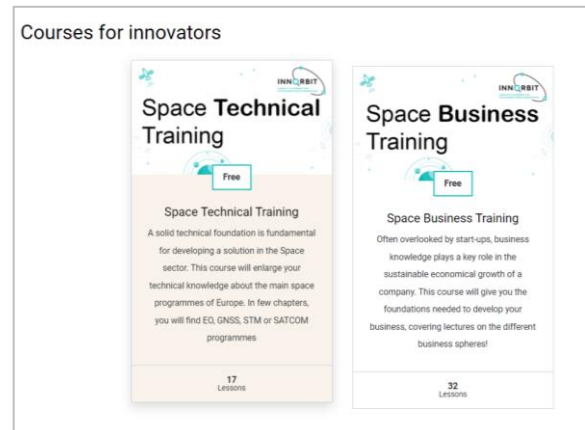 Courses for innovators
INNORBIT
Space Technical
Training
Free
Space Technical Training
A solid technical foundation is fundamental
for developing a solution in the Space
sector. This course will enlarge your
technical knowledge about the main space
programmes of Europe. In few chapters,
you will find EO, GNSS, STM or SATCOM
programmes
17
Lessons
INNORBIT
Space Business
Training
Free
Space Business Training
Often overlooked by start-ups, business
knowledge plays a key role in the
sustainable economical growth of a
company. This course will give you the
foundations needed to develop your
business, covering lectures on the different
business spheres!
32
Lessons